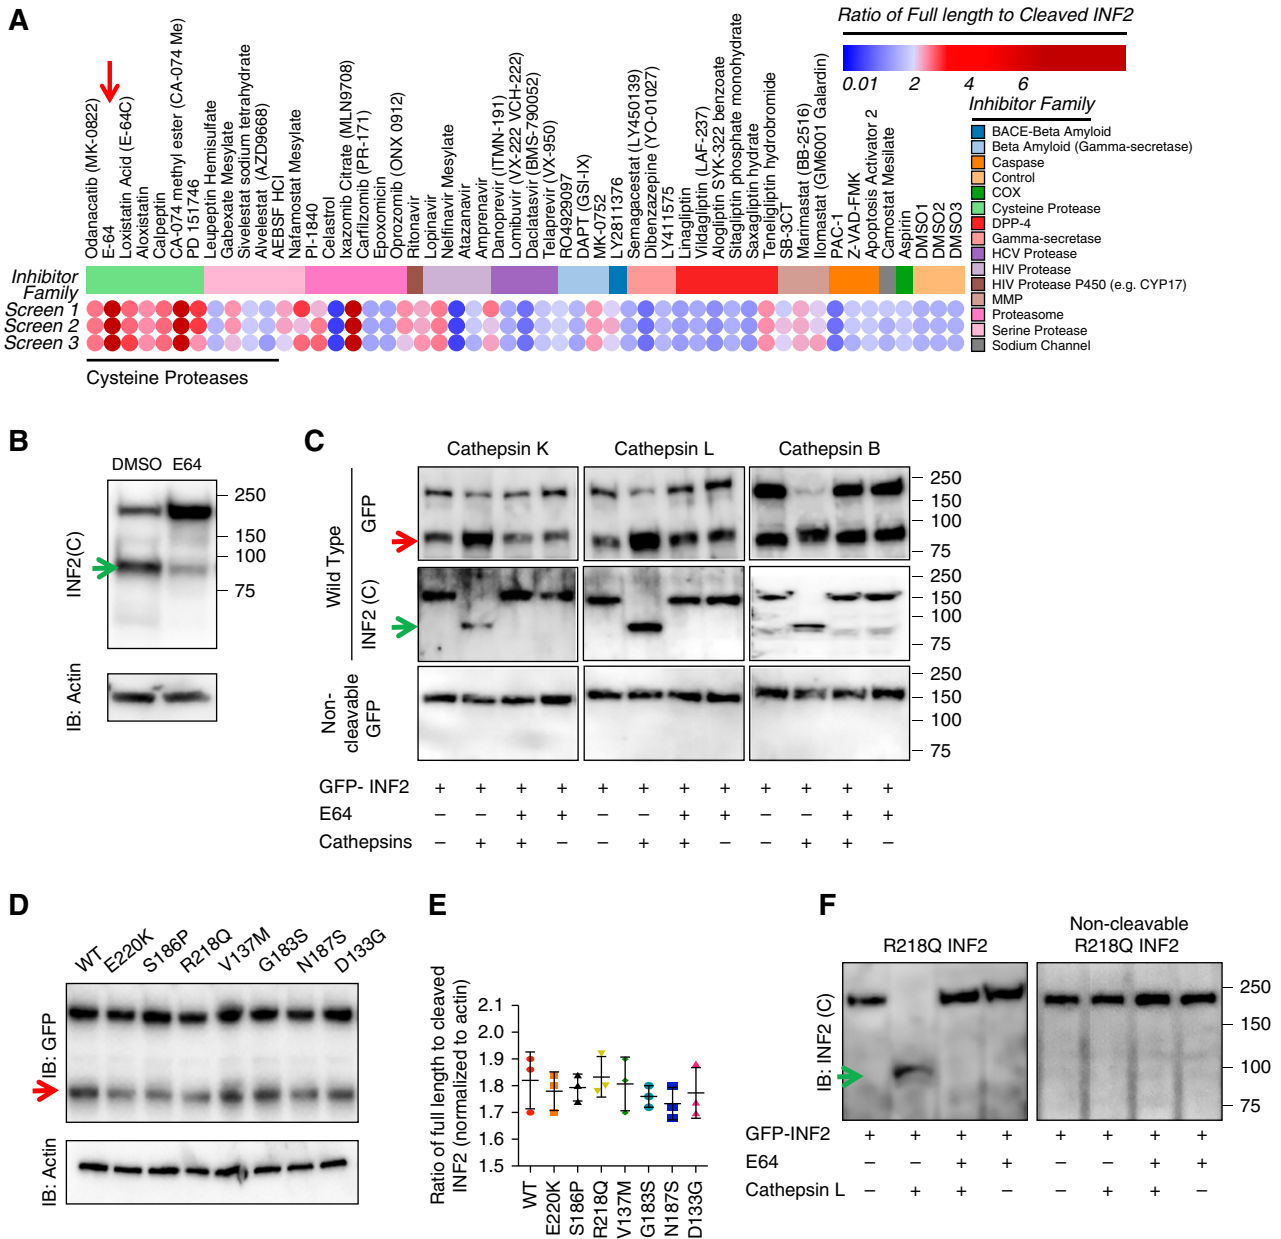 A
Ratio of Full length to Cleaved INF2
0.01 2 4 6
Odanacatib (MK-0822)
E-64
Loxistatin Acid (E-64C)
Aloxistatin
Calpeptin
CA-074 methyl ester (CA-074 Me)
PD 151746
Leupeptin Hemisulfate
Gabexate Mesylate
Sivelestat sodium tetrahydrate
Alvelestat (AZD9668)
AEBSF HCl
Nafamostat Mesylate
PI-1840
Celastrol
Ixazomib Citrate (MLN9708)
Carfilzomib (PR-171)
Epoxomicin
Oprozomib (ONX 0912)
Ritonavir
Lopinavir
Nelfinavir Mesylate
Atazanavir
Amprenavir
Danoprevir (ITMN-191)
Lomibuvir (VX-222 VCH-222)
Daclatasvir (BMS-790052)
Telaprevir (VX-950)
RO4929097
DAPT (GSI-IX)
MK-0752
LY2811376
Semagacestat (LY450139)
Dibenzazepine (YO-01027)
LY411575
Linagliptin
Vildagliptin (LAF-237)
Alogliptin SYK-322 benzoate
Sitagliptin phosphate monohydrate
Saxagliptin hydrate
Teneligliptin hydrobromide
SB-3CT
Marimastat (BB-2516)
Ilomastat (GM6001 Galardin)
PAC-1
Z-VAD-FMK
Apoptosis Activator 2
Camostat Mesilate
Aspirin
DMSO1
DMSO2
DMSO3
Inhibitor Family
BACE-Beta Amyloid
Beta Amyloid (Gamma-secretase)
Caspase
Control
COX
Cysteine Protease
DPP-4
Gamma-secretase
HCV Protease
HIV Protease
HIV Protease P450 (e.g. CYP17)
MMP
Proteasome
Serine Protease
Sodium Channel
Inhibitor
Family
Screen 1
Screen 2
Screen 3
Cysteine Proteases
B
DMSO E64
INF2(C)
250
150
100
75
IB: Actin
C
Cathepsin K Cathepsin L Cathepsin B
Wild Type
GFP
250
150
100
75
INF2 (C)
250
150
100
75
Non-
cleavable
GFP
250
150
100
75
GFP- INF2 + + + + + + + + + + + +
E64 – – + + – – + + – – + +
Cathepsins – + + – – + + – – + + –
D
WT E220K S186P R218Q V137M G183S N187S D133G
IB: GFP
IB: Actin
E
Ratio of full length to cleaved
INF2 (normalized to actin)
2.1
2.0
1.9
1.8
1.7
1.6
1.5
WT E220K S186P R218Q V137M G183S N187S D133G
F
R218Q INF2
Non-cleavable
R218Q INF2
IB: INF2 (C)
250
150
100
75
GFP-INF2 + + + + + + + +
E64 – – + + – – + +
Cathepsin L – + + – – + + –